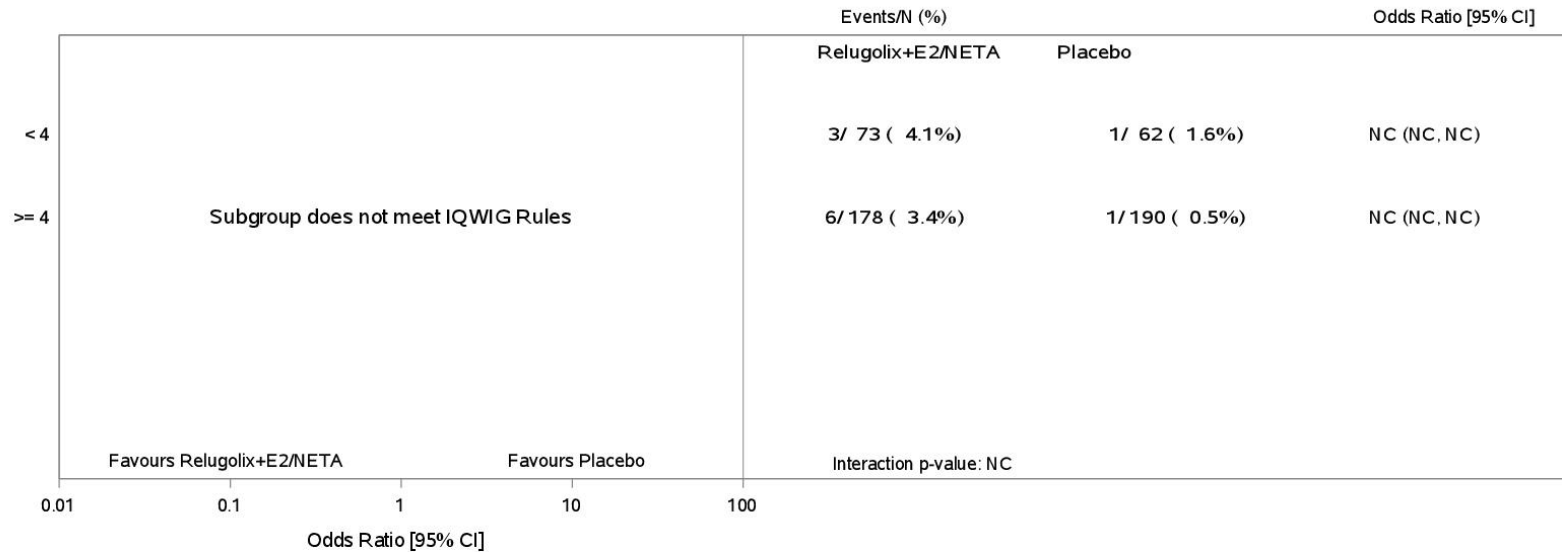 Events/N (%) Odds Ratio [95% CI]
Relugolix+E2/NETA Placebo
< 4 3/ 73 ( 4.1%) 1/ 62 ( 1.6%) NC (NC, NC)
>= 4 Subgroup does not meet IQWIG Rules 6/ 178 ( 3.4%) 1/ 190 ( 0.5%) NC (NC, NC)
Favours Relugolix+E2/NETA Favours Placebo Interaction p-value: NC
0.01 0.1 1 10 100
Odds Ratio [95% CI]